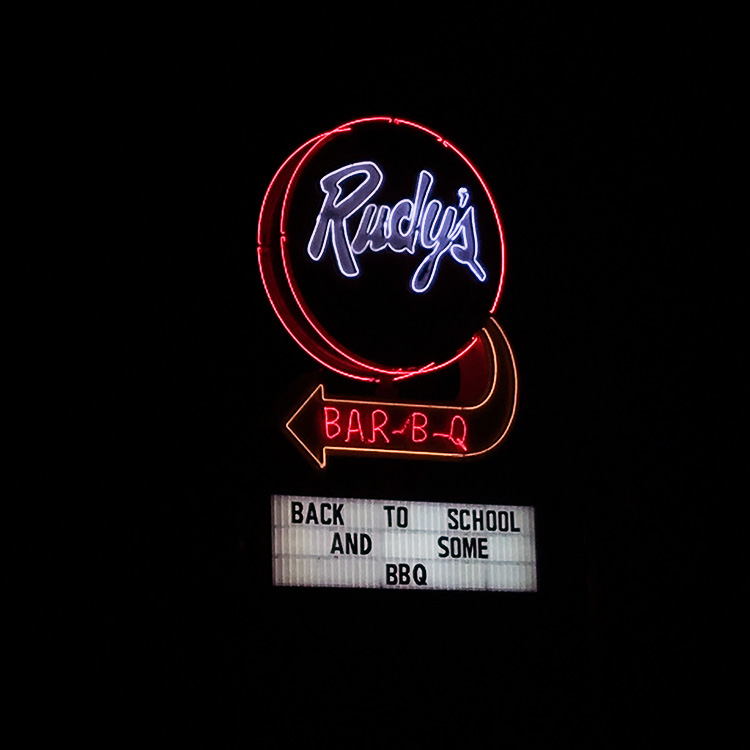 Rudy's
BAR-B-Q
BACK TO SCHOOL
AND SOME
BBQ